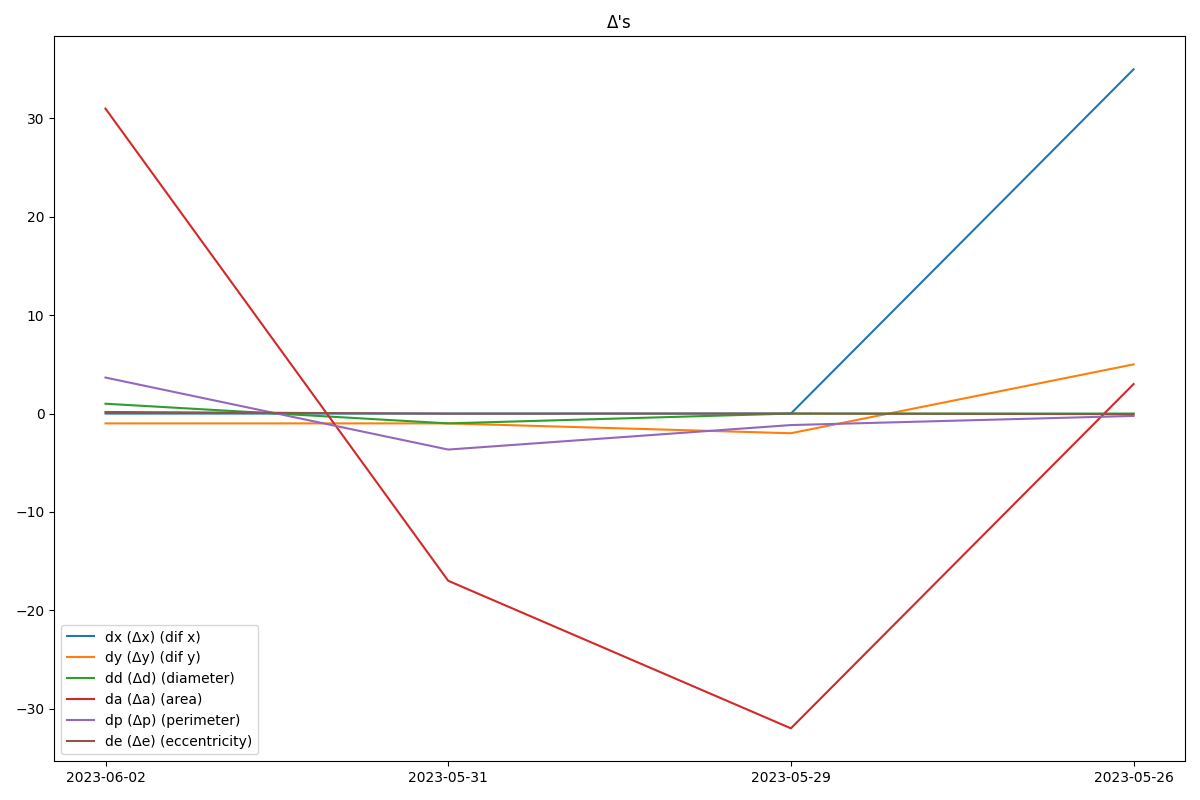 Δ's
30
20
10
0
−10
−20
−30
dx (Δx) (dif x)
dy (Δy) (dif y)
dd (Δd) (diameter)
da (Δa) (area)
dp (Δp) (perimeter)
de (Δe) (eccentricity)
2023-06-02 2023-05-31 2023-05-29 2023-05-26